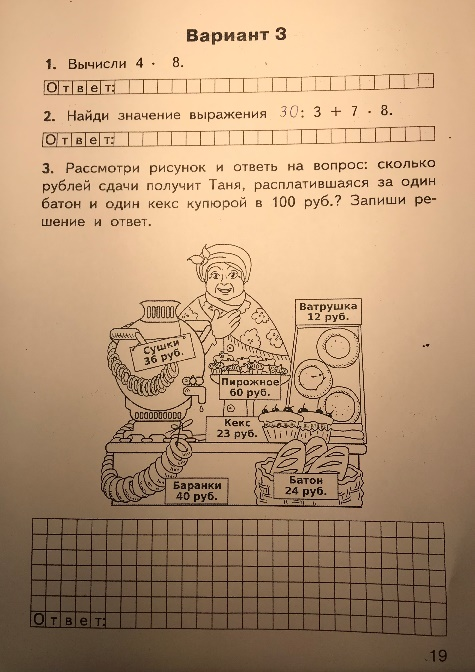 Вариант 3
1. Вычисли 4 · 8.
Ответ:
2. Найди значение выражения 30: 3 + 7 · 8.
Ответ:
3. Рассмотри рисунок и ответь на вопрос: сколько
рублей сдачи получит Таня, расплатившаяся за один
батон и один кекс купюрой в 100 руб.? Запиши ре-
шение и ответ.
Ватрушка
12 руб.
Сушки
36 руб.
Пирожное
60 руб.
Кекс
23 руб.
Баранки
40 руб.
Батон
24 руб.
Ответ:
19